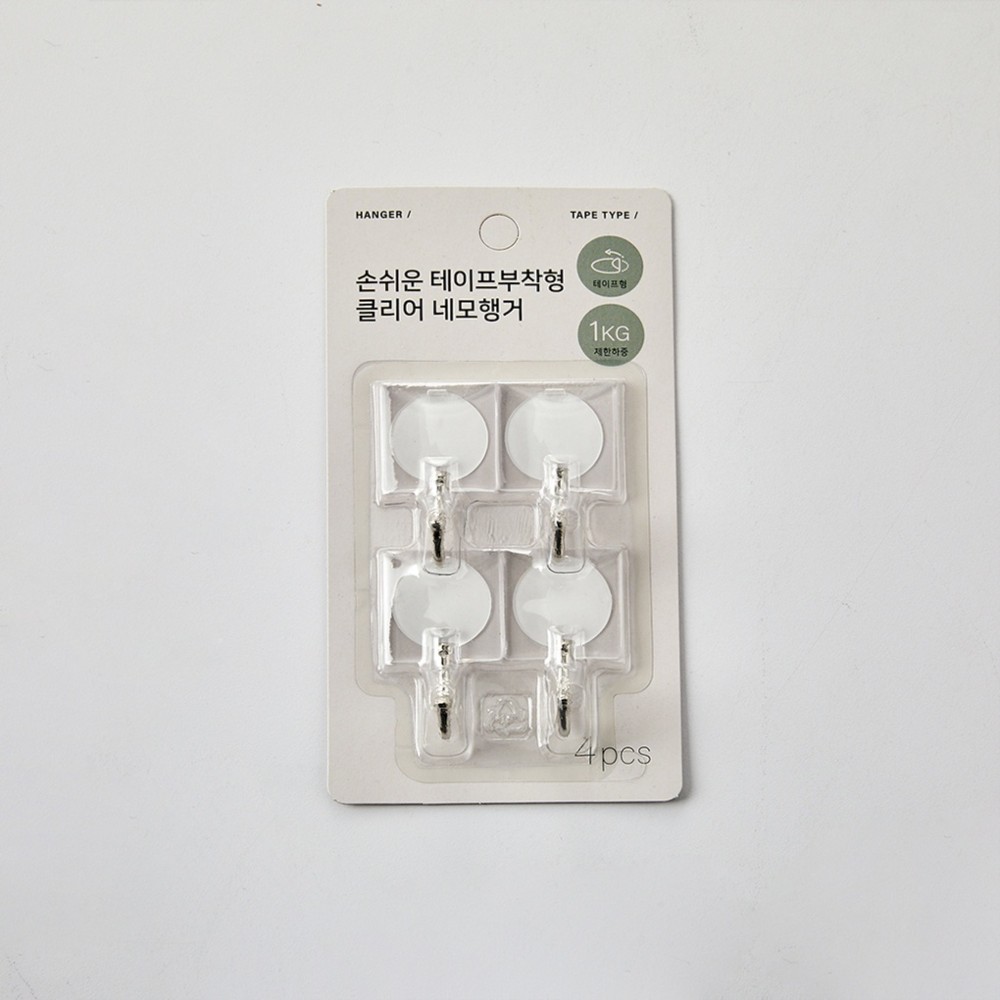 HANGER /
TAPE TYPE /
손쉬운 테이프부착형
클리어 네모행거
테이프형
1KG
제한하중
4pcs